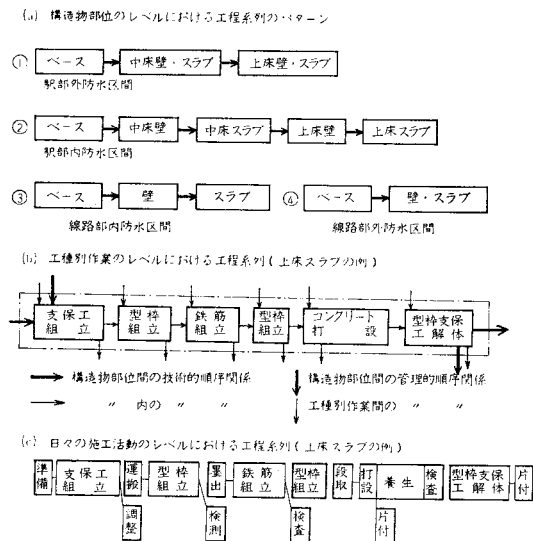 (a) 構造物部位のレベルにおける工程系列のパターン
① ベース 中床壁・スラブ 上床壁・スラブ
駅部外防水区間
② ベース 中床壁 中床スラブ 上床壁 上床スラブ
駅部内防水区間
③ ベース 壁 スラブ ④ ベース 壁・スラブ
線路部内防水区間 線路部外防水区間
(b) 工種別作業のレベルにおける工程系列(上床スラブの例)
支保工 型枠 鉄筋 型枠 コンクリート 型枠支保
組立 組立 組立 組立 打設 工解体
構造物部位間の技術的順序関係 構造物部位間の管理的順序関係
〃 内の 〃 〃 工種別作業間の 〃 〃
(c) 日々の施工活動のレベルにおける工程系列(上床スラブの例)
準備 支保工組立 運搬 型枠組立 墨出 鉄筋組立 型枠組立 段取 打設 養生 検査 型枠支保工解体 片付
調整 検測 検査 片付